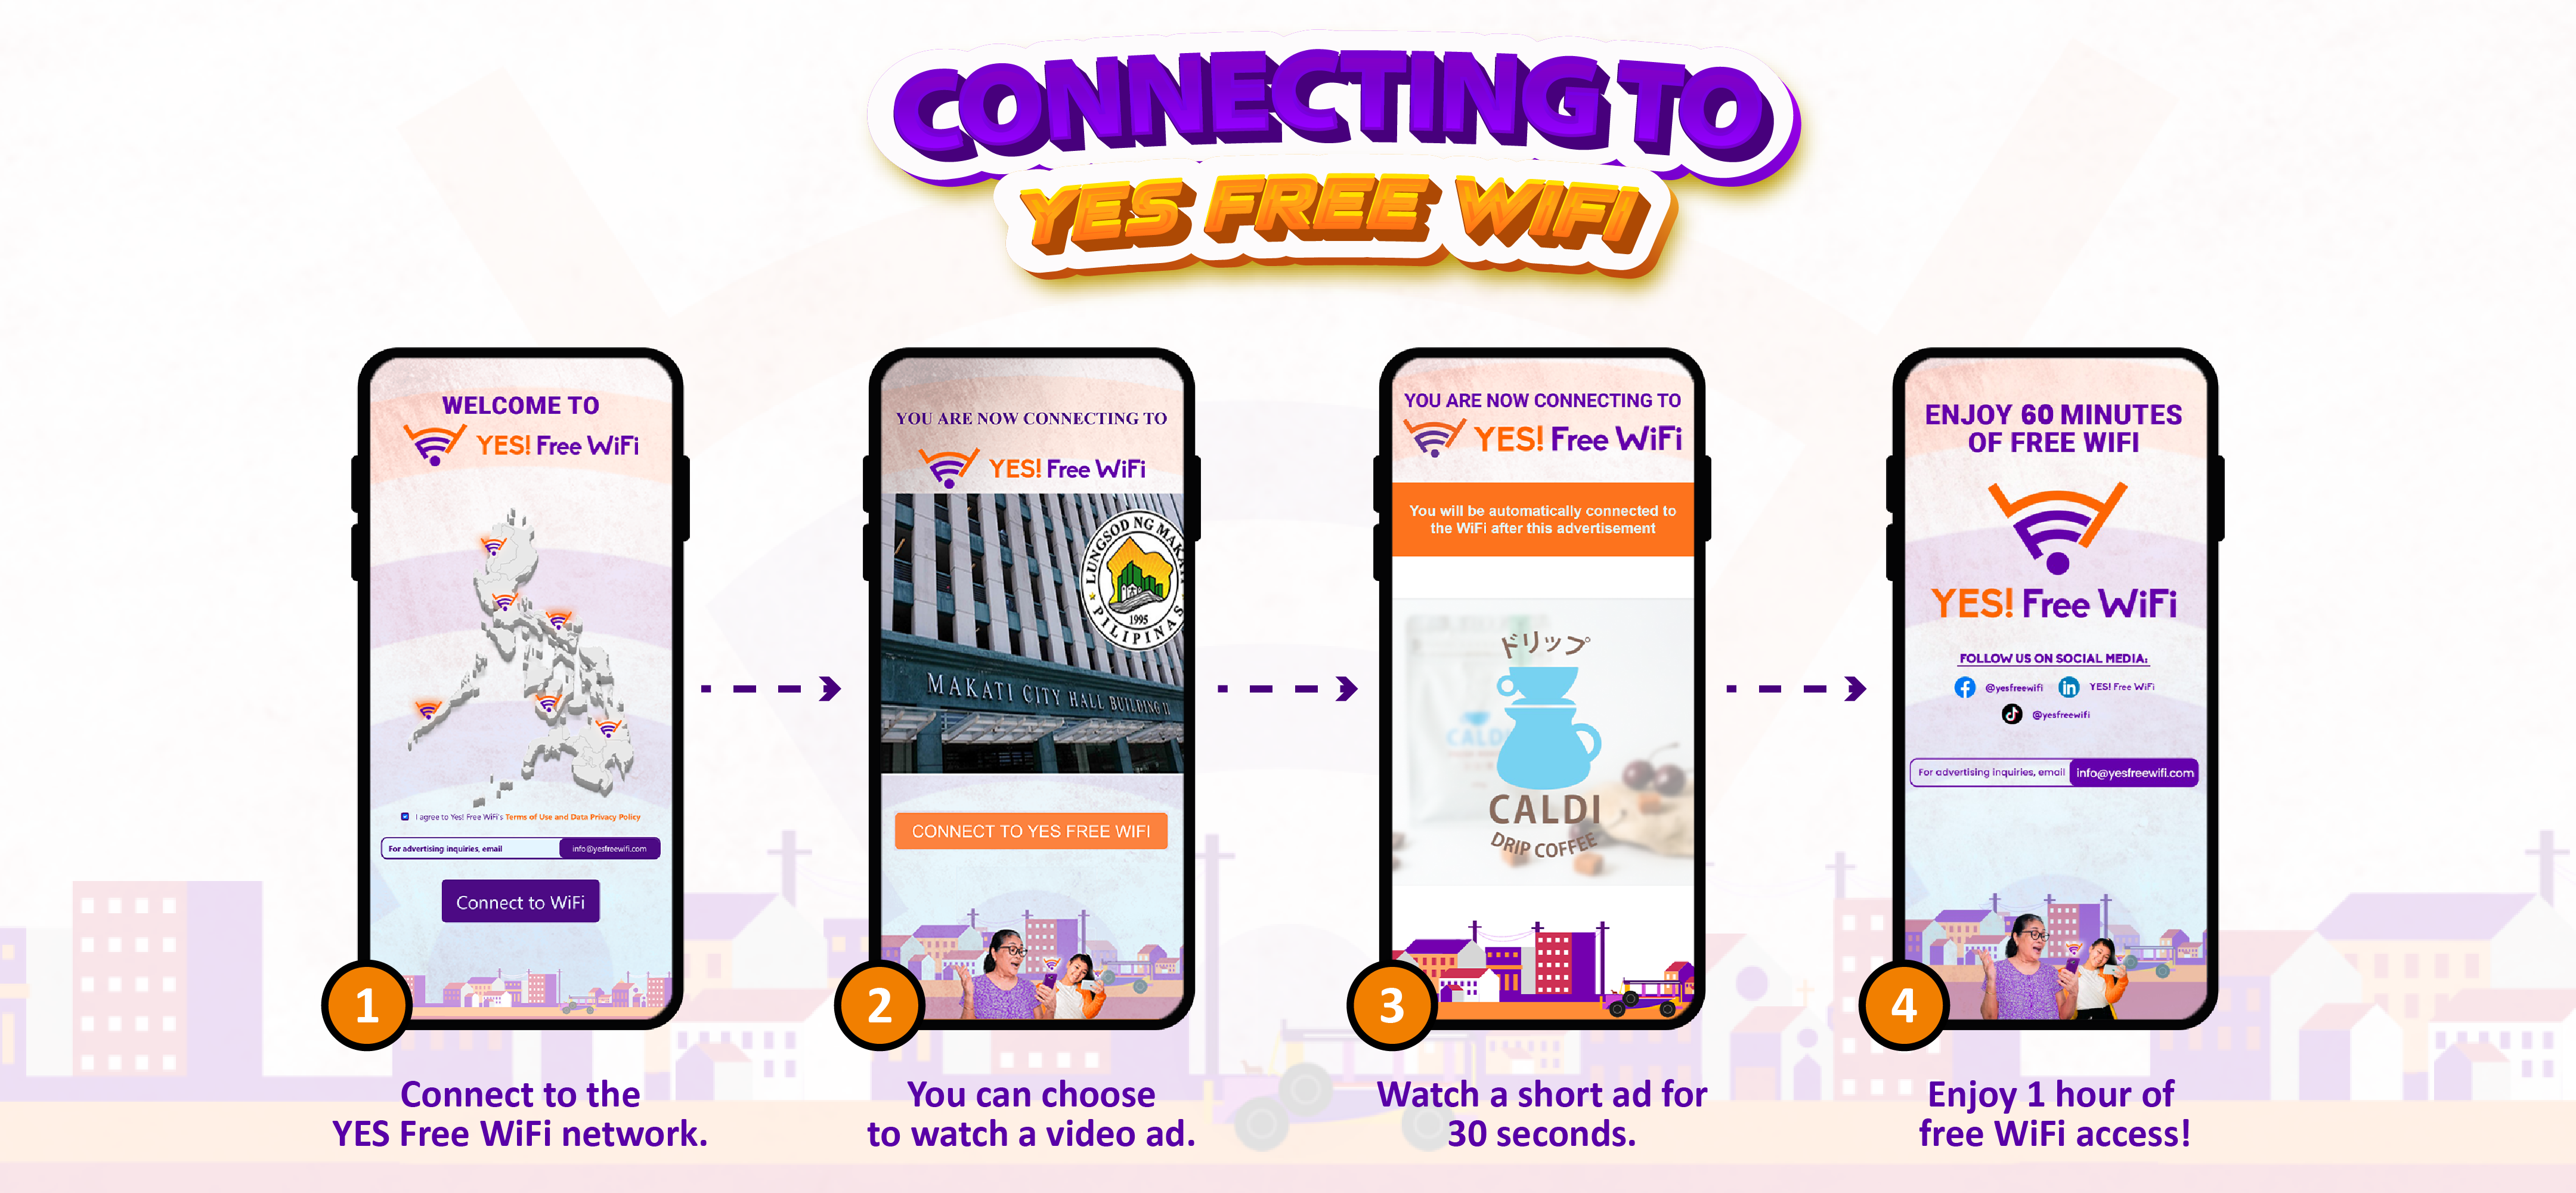 CONNECTING TO
YES FREE WIFI
WELCOME TO
YES! Free WiFi
I agree to Yes! Free WiFi's Terms of Use and Data Privacy Policy
For advertising inquiries, email info@yesfreewifi.com
Connect to WiFi
1
Connect to the
YES Free WiFi network.
YOU ARE NOW CONNECTING TO
YES! Free WiFi
LUNGSOD NG MAKATI
PILIPINAS
1995
MAKATI CITY HALL BUILDING II
CONNECT TO YES FREE WIFI
2
You can choose
to watch a video ad.
YOU ARE NOW CONNECTING TO
YES! Free WiFi
You will be automatically connected to
the WiFi after this advertisement
ドリップ
CALDI
CALDI
DRIP COFFEE
3
Watch a short ad for
30 seconds.
ENJOY 60 MINUTES
OF FREE WIFI
YES! Free WiFi
FOLLOW US ON SOCIAL MEDIA:
@yesfreewifi YES! Free WiFi
@yesfreewifi
For advertising inquiries, email info@yesfreewifi.com
4
Enjoy 1 hour of
free WiFi access!